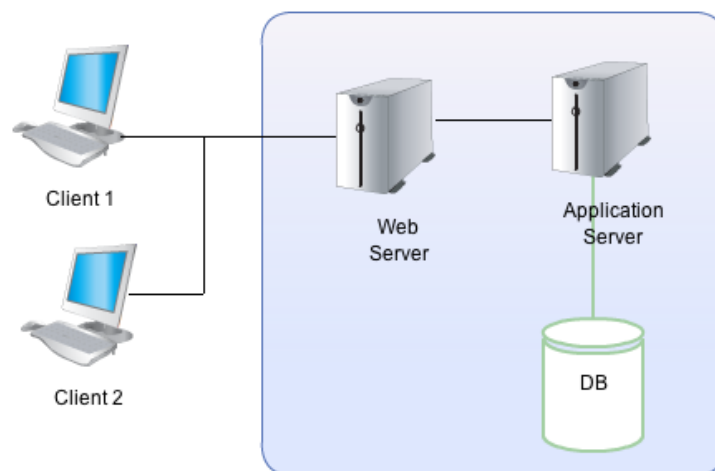 Client 1
Client 2
Web
Server
Application
Server
DB